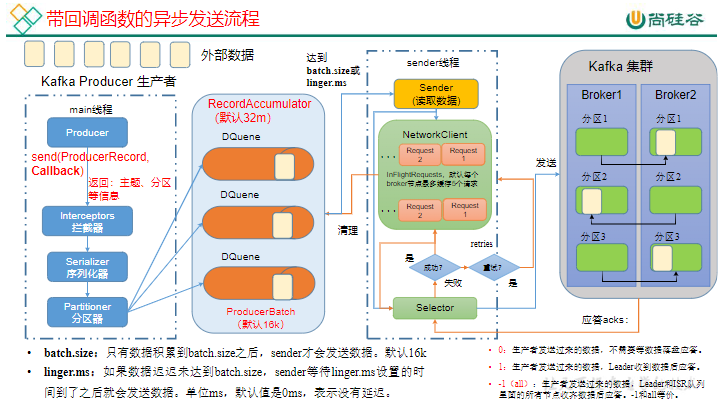 带回调函数的异步发送流程
尚硅谷
外部数据
Kafka Producer 生产者
main线程
Producer
send(ProducerRecord,
Callback)
返回：主题、分区
等信息
Interceptors
拦截器
Serializer
序列化器
Partitioner
分区器
RecordAccumulator
（默认32m）
DQuene
DQuene
DQuene
ProducerBatch
（默认16k）
达到
batch.size或
linger.ms
清理
sender线程
Sender
（读取数据）
NetworkClient
Request 2
Request 1
InFlightRequests，默认每个
broker节点最多缓存5个请求
...
Request 2
Request 1
是
成功？
失败
retries
重试？
是
Selector
发送
Kafka 集群
Broker1
Broker2
分区1
分区1
分区2
分区2
分区3
分区3
应答acks：
• batch.size：只有数据积累到batch.size之后，sender才会发送数据。默认16k
• linger.ms：如果数据迟迟未达到batch.size，sender等待linger.ms设置的时
间到了之后就会发送数据。单位ms，默认值是0ms，表示没有延迟。
• 0：生产者发送过来的数据，不需要等数据落盘应答。
• 1：生产者发送过来的数据，Leader收到数据后应答。
• -1（all）：生产者发送过来的数据，Leader和ISR队列
里面的所有节点收齐数据后应答。-1和all等价。